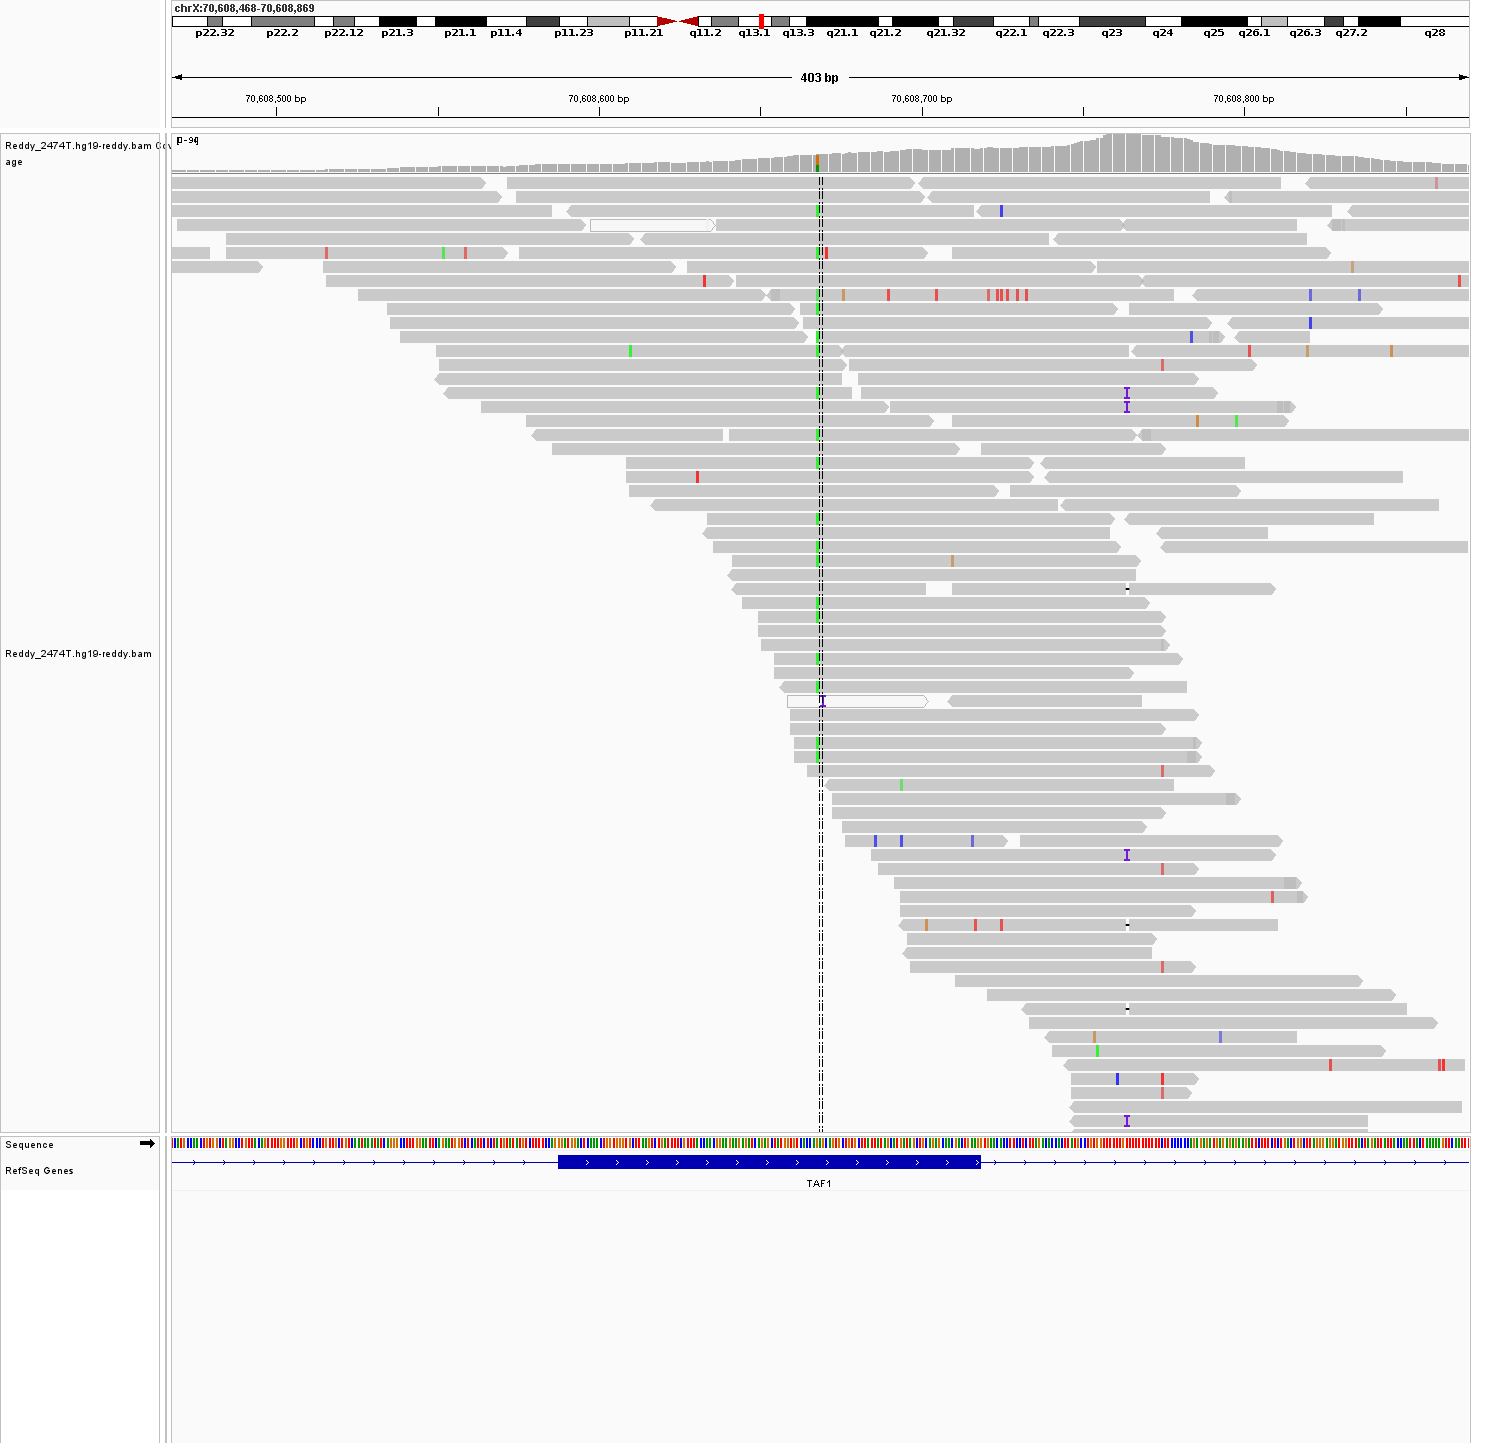 chrX:70,608,468-70,608,869
p22.32 p22.2 p22.12 p21.3 p21.1 p11.4 p11.23 p11.21 q11.2 q13.1 q13.3 q21.1 q21.2 q21.32 q22.1 q22.3 q23 q24 q25 q26.1 q26.3 q27.2 q28
403 bp
70,608,500 bp 70,608,600 bp 70,608,700 bp 70,608,800 bp
Reddy_2474T.hg19-reddy.bam Cov
age
[0-94]
Reddy_2474T.hg19-reddy.bam
Sequence
RefSeq Genes
TAF1